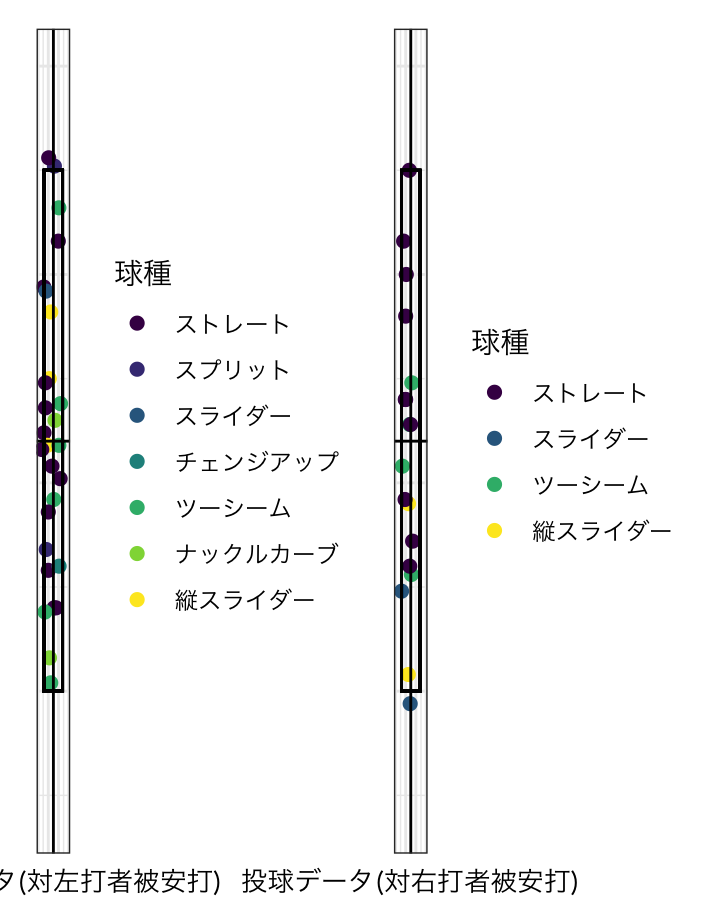 球種
ストレート
スプリット
スライダー
チェンジアップ
ツーシーム
ナックルカーブ
縦スライダー
タ(対左打者被安打)
球種
ストレート
スライダー
ツーシーム
縦スライダー
投球データ(対右打者被安打)